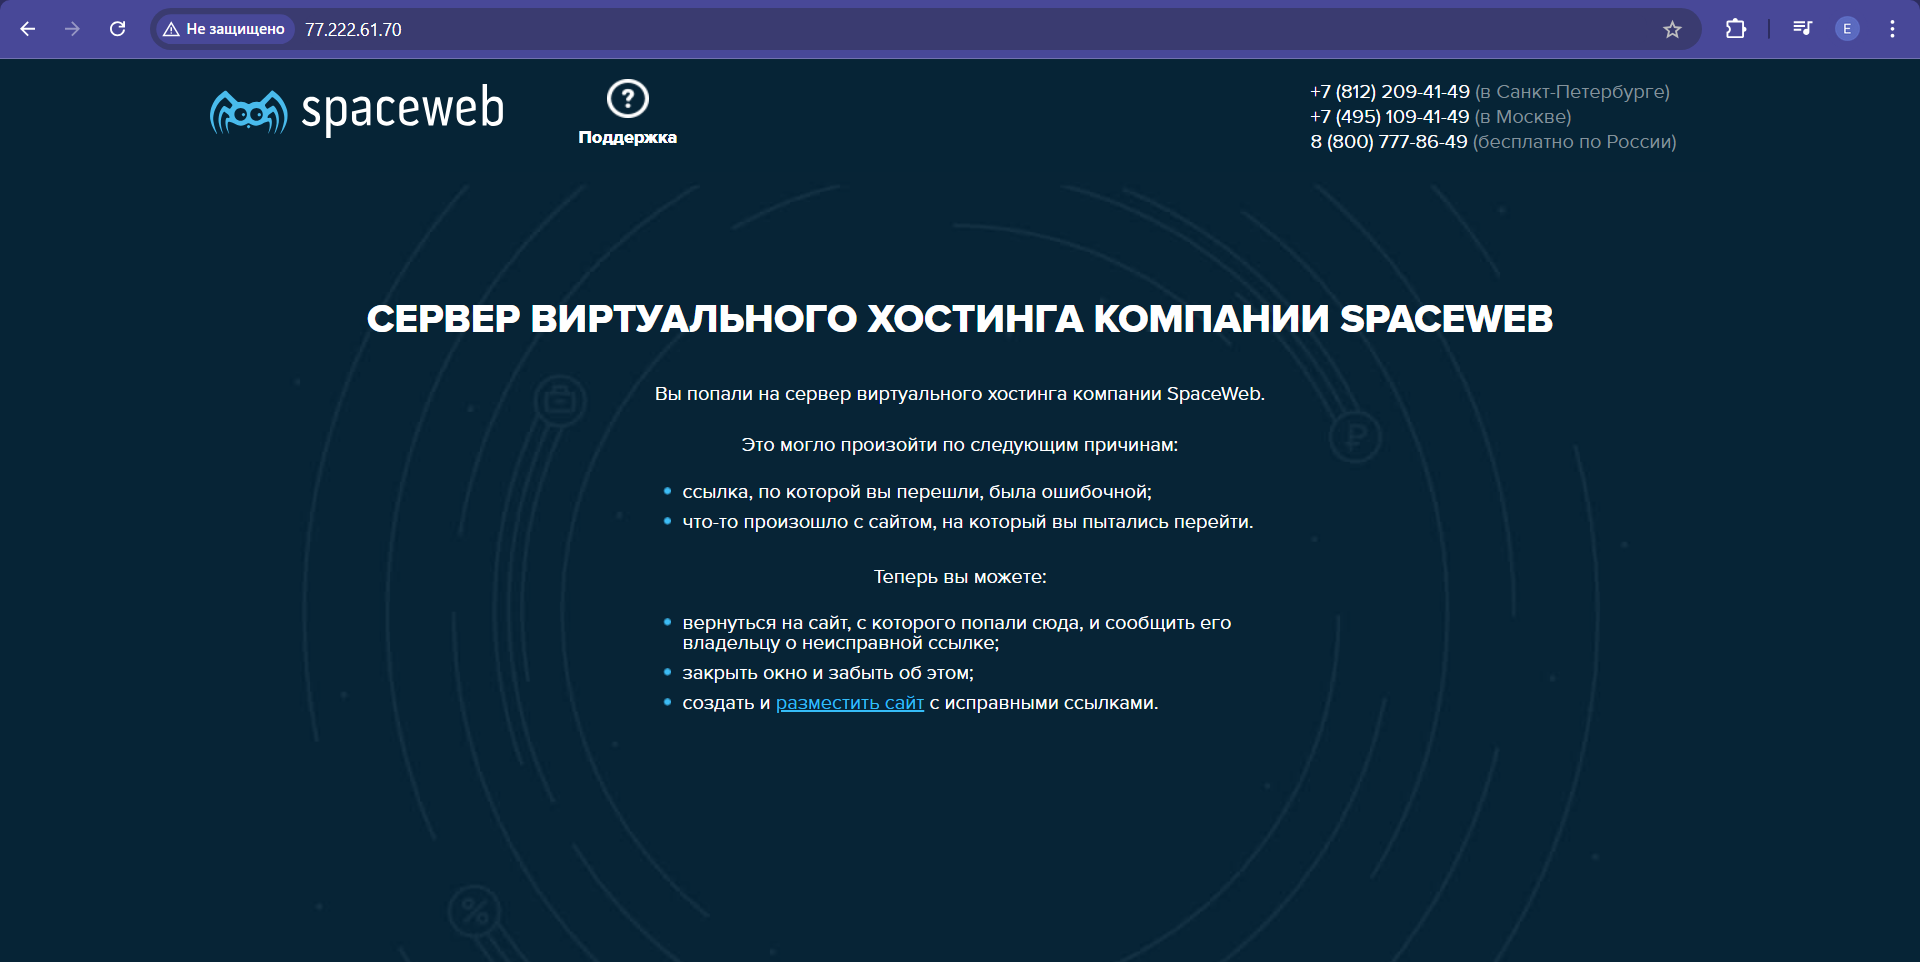 Не защищено 77.222.61.70
E
spaceweb
?
Поддержка
+7 (812) 209-41-49 (в Санкт-Петербурге)
+7 (495) 109-41-49 (в Москве)
8 (800) 777-86-49 (бесплатно по России)
СЕРВЕР ВИРТУАЛЬНОГО ХОСТИНГА КОМПАНИИ SPACEWEB
Вы попали на сервер виртуального хостинга компании SpaceWeb.
Это могло произойти по следующим причинам:
ссылка, по которой вы перешли, была ошибочной;
что-то произошло с сайтом, на который вы пытались перейти.
Теперь вы можете:
вернуться на сайт, с которого попали сюда, и сообщить его
владельцу о неисправной ссылке;
закрыть окно и забыть об этом;
создать и разместить сайт с исправными ссылками.
₽
%